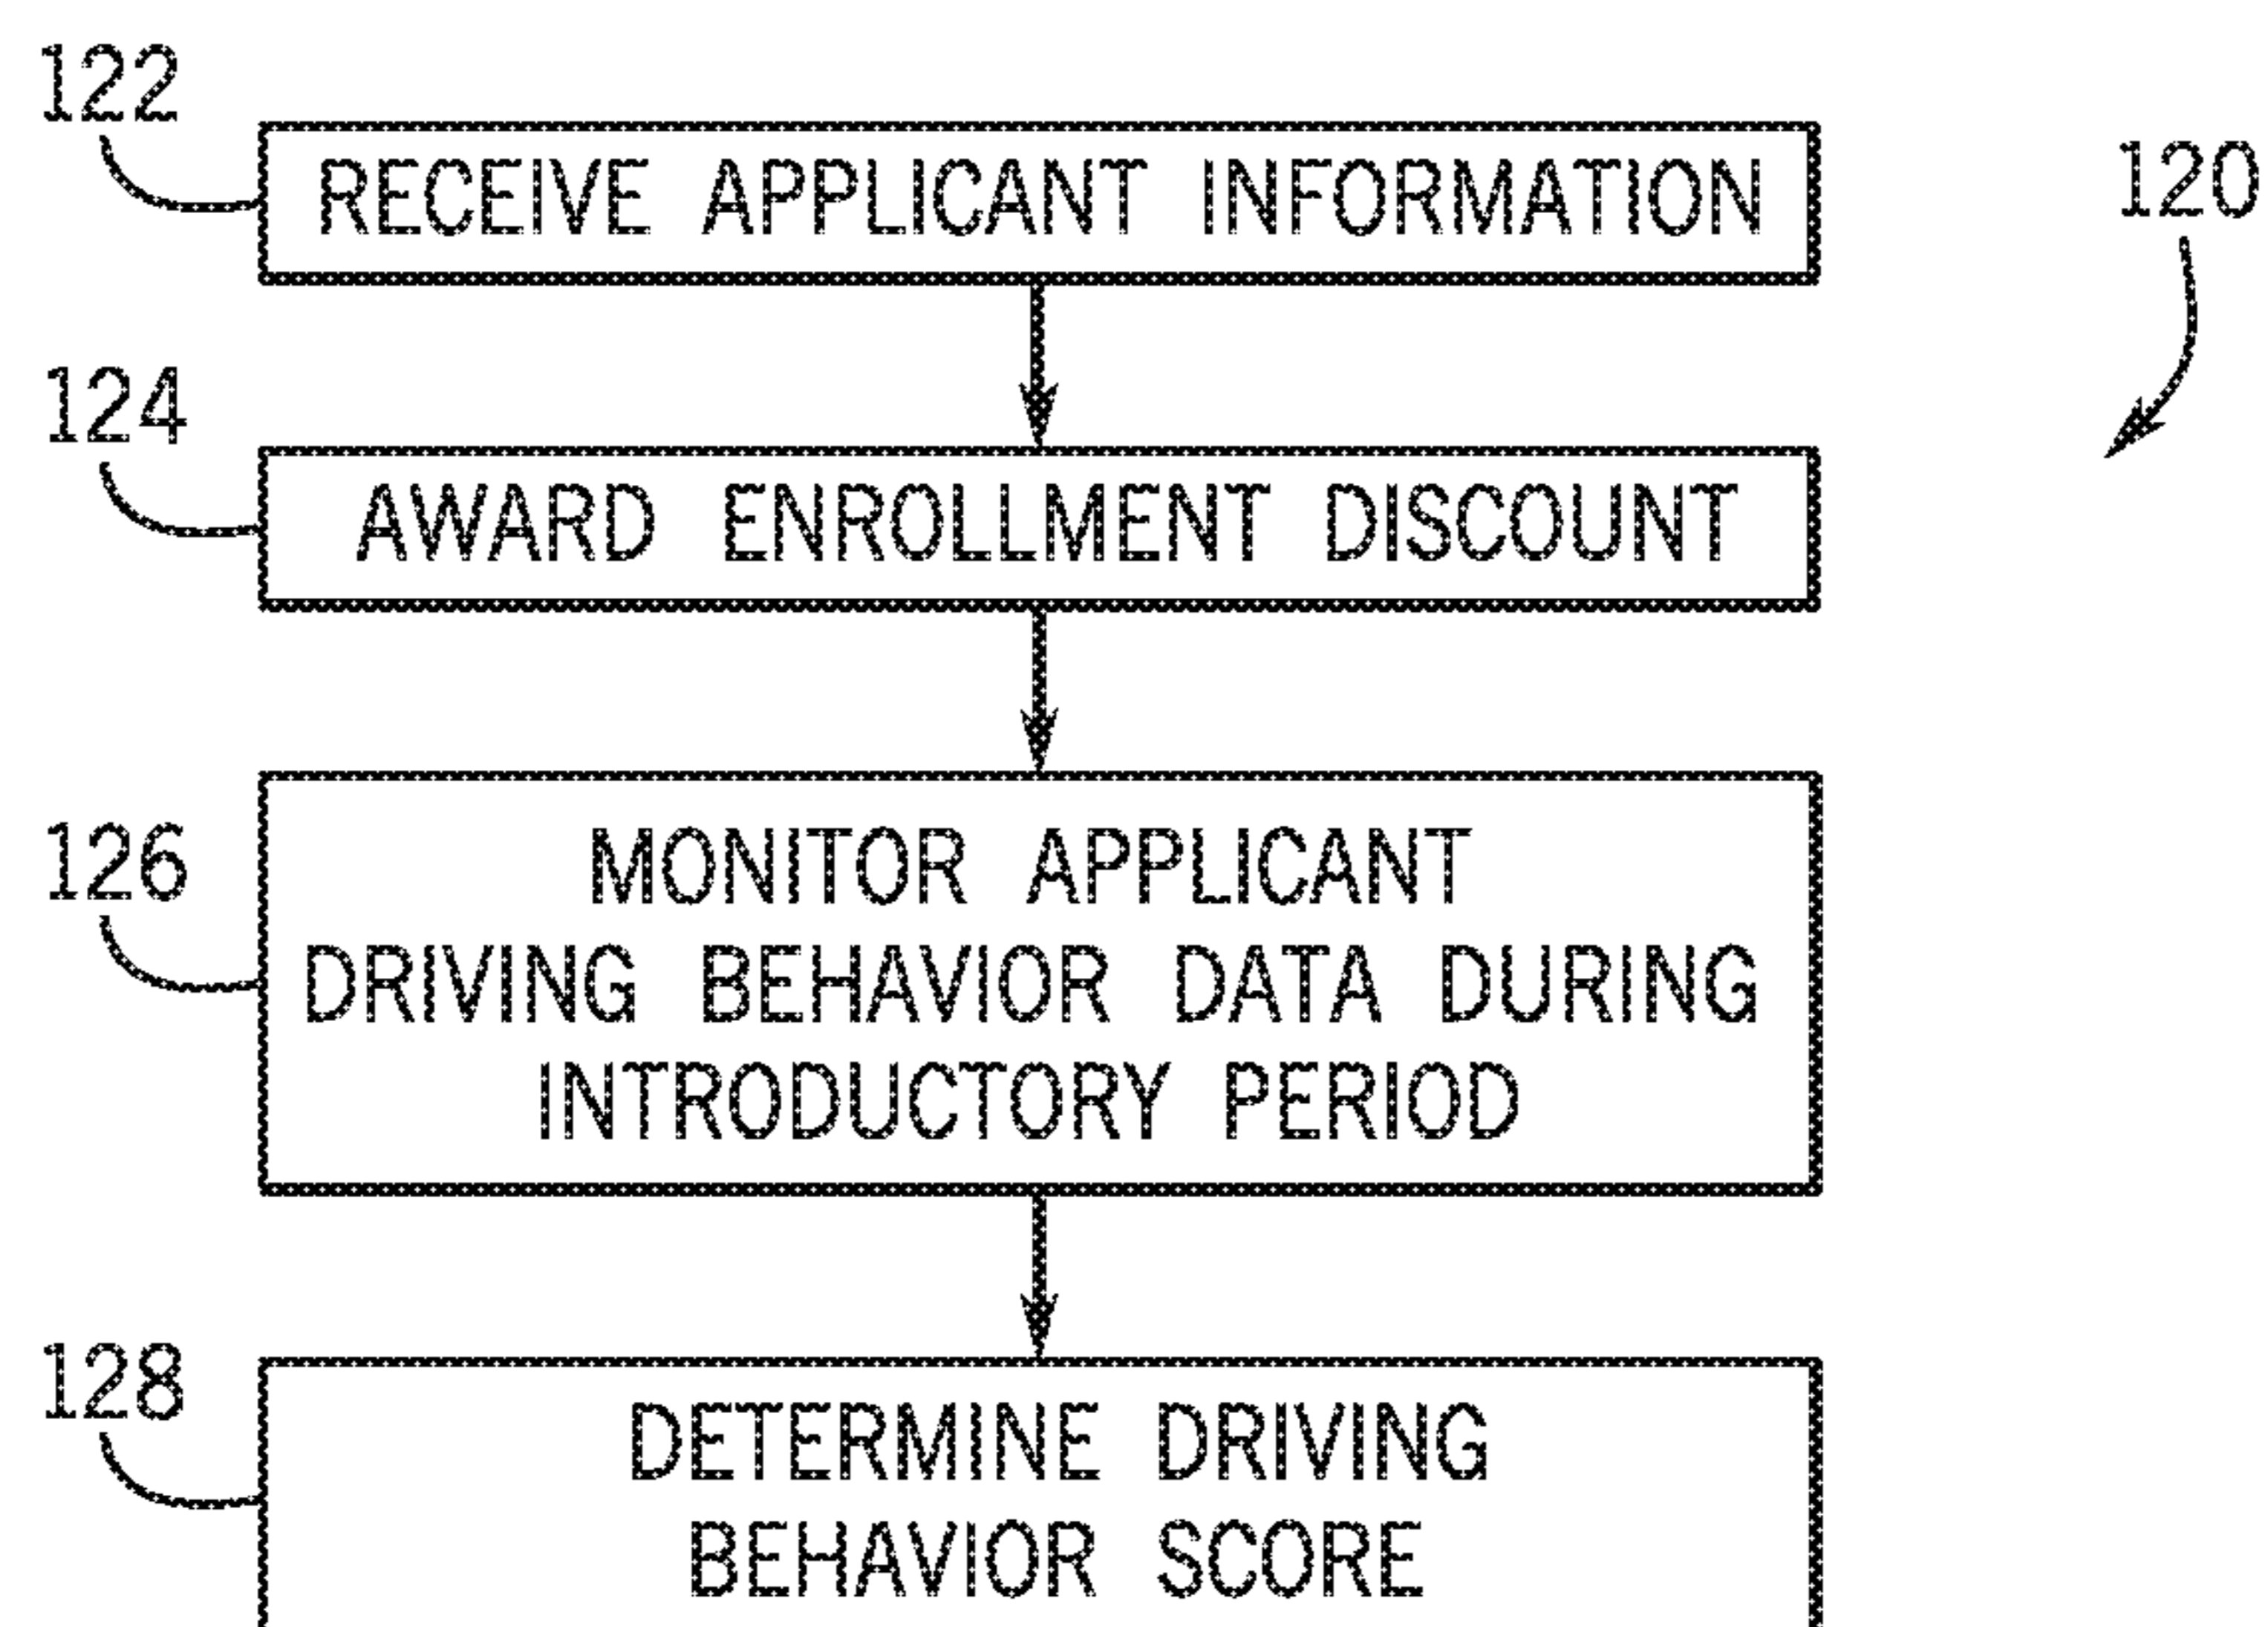 122
RECEIVE APPLICANT INFORMATION
120
124
AWARD ENROLLMENT DISCOUNT
126
MONITOR APPLICANT
DRIVING BEHAVIOR DATA DURING
INTRODUCTORY PERIOD
128
DETERMINE DRIVING
BEHAVIOR SCORE